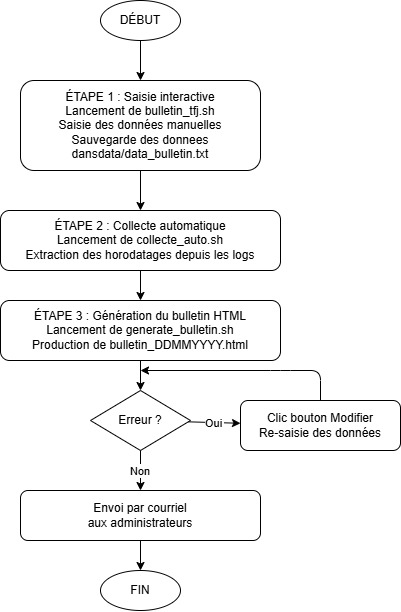 DÉBUT
ÉTAPE 1 : Saisie interactive
Lancement de bulletin_tfj.sh
Saisie des données manuelles
Sauvegarde des donnees
dansdata/data_bulletin.txt
ÉTAPE 2 : Collecte automatique
Lancement de collecte_auto.sh
Extraction des horodatages depuis les logs
ÉTAPE 3 : Génération du bulletin HTML
Lancement de generate_bulletin.sh
Production de bulletin_DDMMYYYY.html
Erreur ?
Oui
Clic bouton Modifier
Re-saisie des données
Non
Envoi par courriel
aux administrateurs
FIN